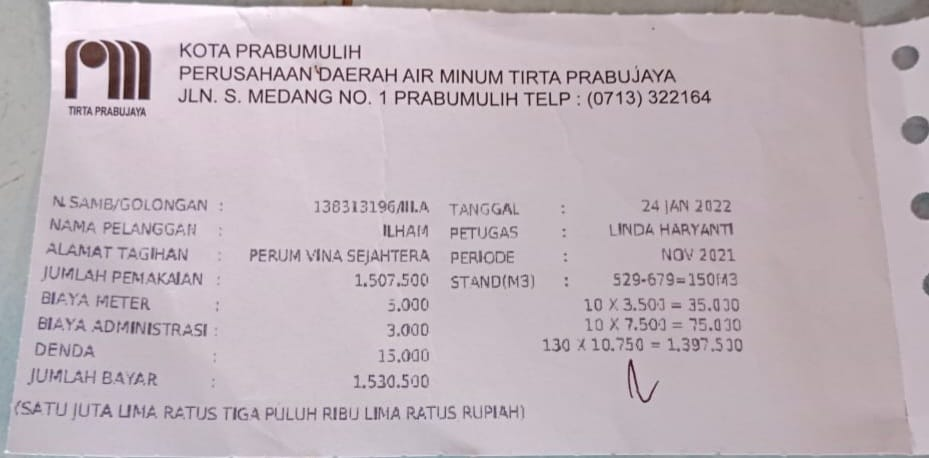 KOTA PRABUMULIH
PERUSAHAAN DAERAH AIR MINUM TIRTA PRABUJAYA
JLN. S. MEDANG NO. 1 PRABUMULIH TELP : (0713) 322164
TIRTA PRABUJAYA
N.SAMB/GOLONGAN : 138313196/III.A TANGGAL : 24 JAN 2022
NAMA PELANGGAN : ILHAM PETUGAS : LINDA HARYANTI
ALAMAT TAGIHAN : PERUM VINA SEJAHTERA PERIODE : NOV 2021
JUMLAH PEMAKAIAN : 1.507.500 STAND(M3) : 529-679=150M3
BIAYA METER : 5.000 10 X 3.500 = 35.000
BIAYA ADMINISTRASI : 3.000 10 X 7.500 = 75.000
DENDA : 15.000 130 X 10.750 = 1.397.500
JUMLAH BAYAR : 1.530.500
(SATU JUTA LIMA RATUS TIGA PULUH RIBU LIMA RATUS RUPIAH)